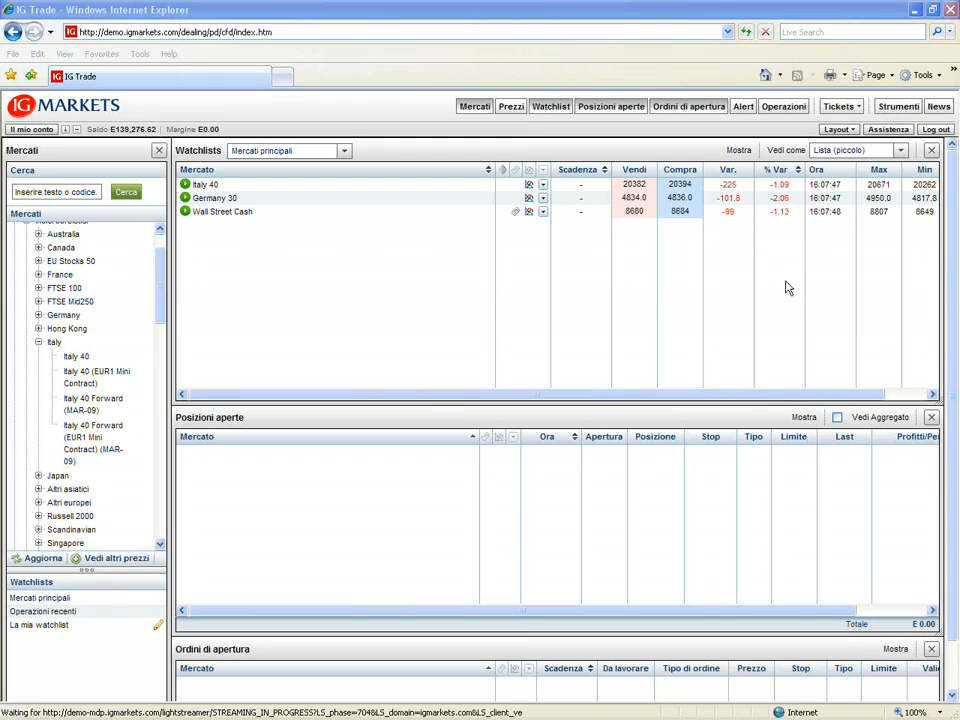 IG Trade - Windows Internet Explorer
http://demo.igmarkets.com/dealing/pd/cfd/index.htm
Live Search
File Edit View Favorites Tools Help
IG Trade
Page Tools
IG MARKETS
Mercati Prezzi Watchlist Posizioni aperte Ordini di apertura Alert Operazioni Tickets Strumenti News
Il mio conto Saldo E139,276.62 Margine E0.00 Layout Assistenza Log out
Mercati
Cerca
Inserire testo o codice. Cerca
Mercati
Australia
Canada
EU Stocks 50
France
FTSE 100
FTSE Mid250
Germany
Hong Kong
Italy
Italy 40
Italy 40 (EUR1 Mini
Contract)
Italy 40 Forward
(MAR-09)
Italy 40 Forward
(EUR1 Mini
Contract) (MAR-
09)
Japan
Altri asiatici
Altri europei
Russell 2000
Scandinavian
Singapore
Aggiorna Vedi altri prezzi
Watchlists
Mercati principali
Operazioni recenti
La mia watchlist
Watchlists Mercati principali Mostra Vedi come Lista (piccolo)
Mercato Scadenza Vendi Compra Var. % Var Ora Max Min
Italy 40 - 20382 20394 -225 -1.09 16:07:47 20671 20262
Germany 30 - 4834.0 4836.0 -101.8 -2.06 16:07:47 4950.0 4817.8
Wall Street Cash - 8680 8684 -99 -1.13 16:07:48 8807 8649
Posizioni aperte Mostra Vedi Aggregato
Mercato Ora Apertura Posizione Stop Tipo Limite Last Profitti/Per
Totale E 0.00
Ordini di apertura Mostra
Mercato Scadenza Da lavorare Tipo di ordine Prezzo Stop Tipo Limite Vali
Waiting for http://demo-mdp.igmarkets.com/lightstreamer/STREAMING_IN_PROGRESS?LS_phase=704&LS_domain=igmarkets.com&LS_client_ve
Internet 100%